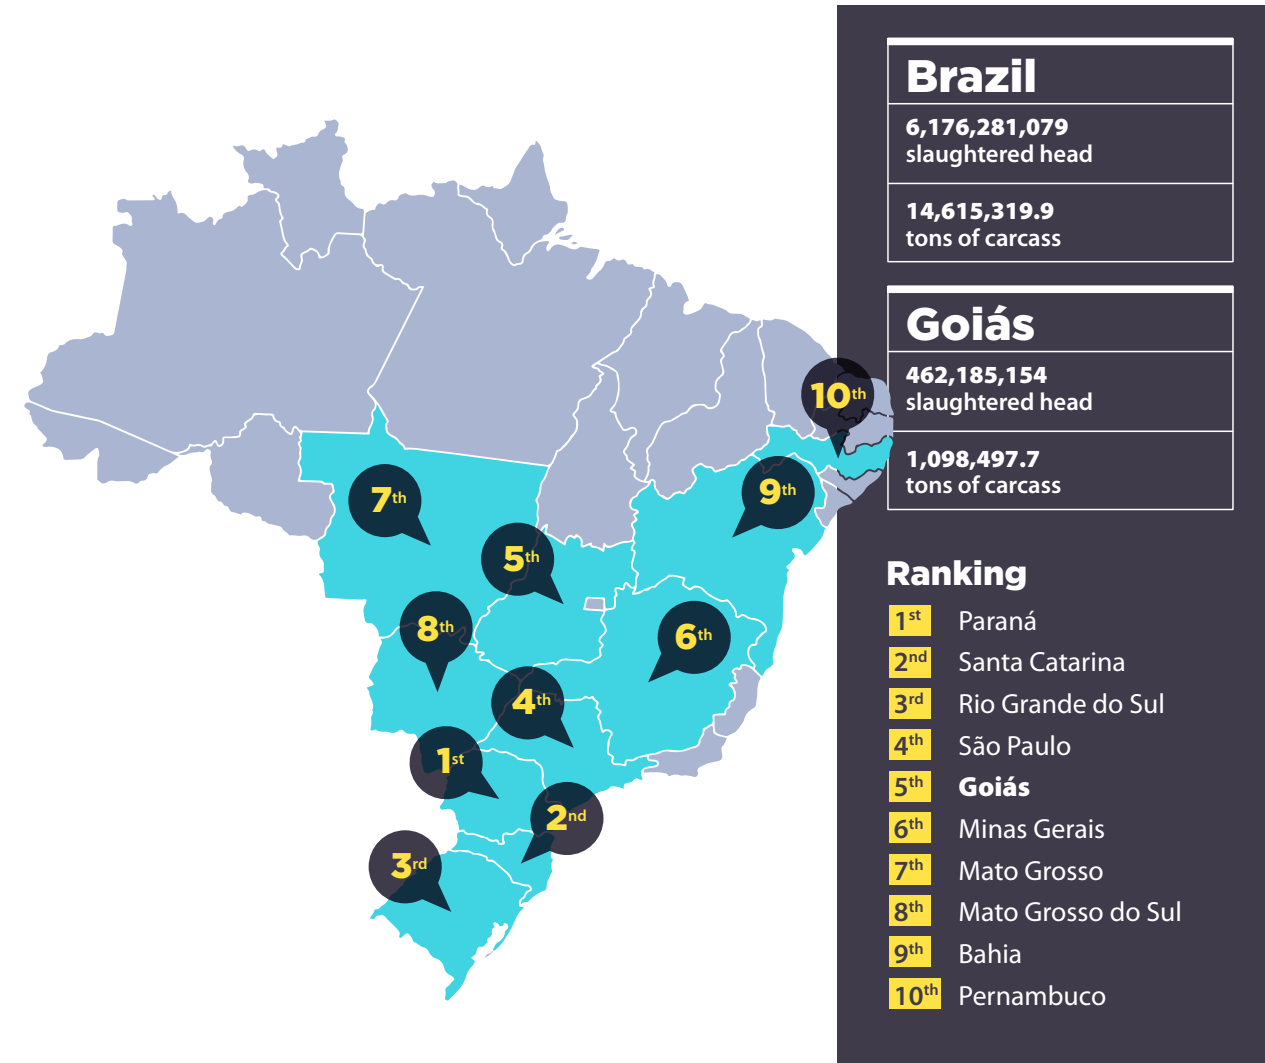 Brazil
6,176,281,079
slaughtered head
14,615,319.9
tons of carcass
Goiás
462,185,154
slaughtered head
1,098,497.7
tons of carcass
Ranking
1st Paraná
2nd Santa Catarina
3rd Rio Grande do Sul
4th São Paulo
5th Goiás
6th Minas Gerais
7th Mato Grosso
8th Mato Grosso do Sul
9th Bahia
10th Pernambuco
10th
9th
7th
5th
8th
6th
4th
1st
2nd
3rd